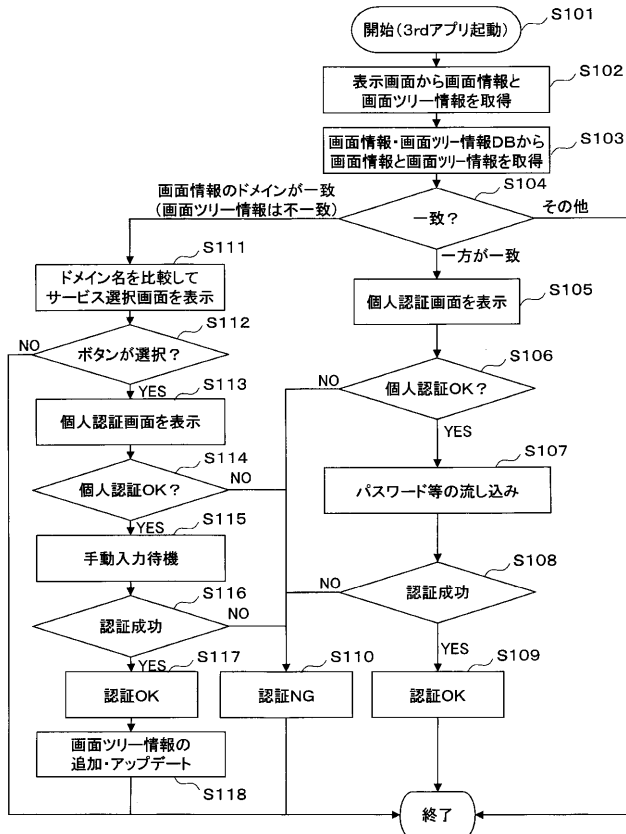 S101
開始(3rdアプリ起動)
S102
表示画面から画面情報と
画面ツリー情報を取得
S103
画面情報・画面ツリー情報DBから
画面情報と画面ツリー情報を取得
S104
一致?
画面情報のドメインが一致
(画面ツリー情報は不一致)
その他
一方が一致
S111
ドメイン名を比較して
サービス選択画面を表示
S105
個人認証画面を表示
S112
ボタンが選択?
NO
YES
S106
個人認証OK?
NO
YES
S113
個人認証画面を表示
S114
個人認証OK?
NO
YES
S107
パスワード等の流し込み
S115
手動入力待機
S108
認証成功
NO
YES
S116
認証成功
NO
YES
S117
認証OK
S110
認証NG
S109
認証OK
画面ツリー情報の
追加・アップデート
S118
終了